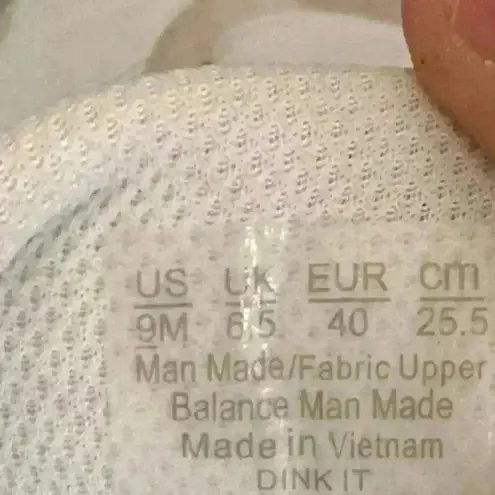 US UK EUR cm
9M 6.5 40 25.5
Man Made/Fabric Upper
Balance Man Made
Made in Vietnam
DINK IT